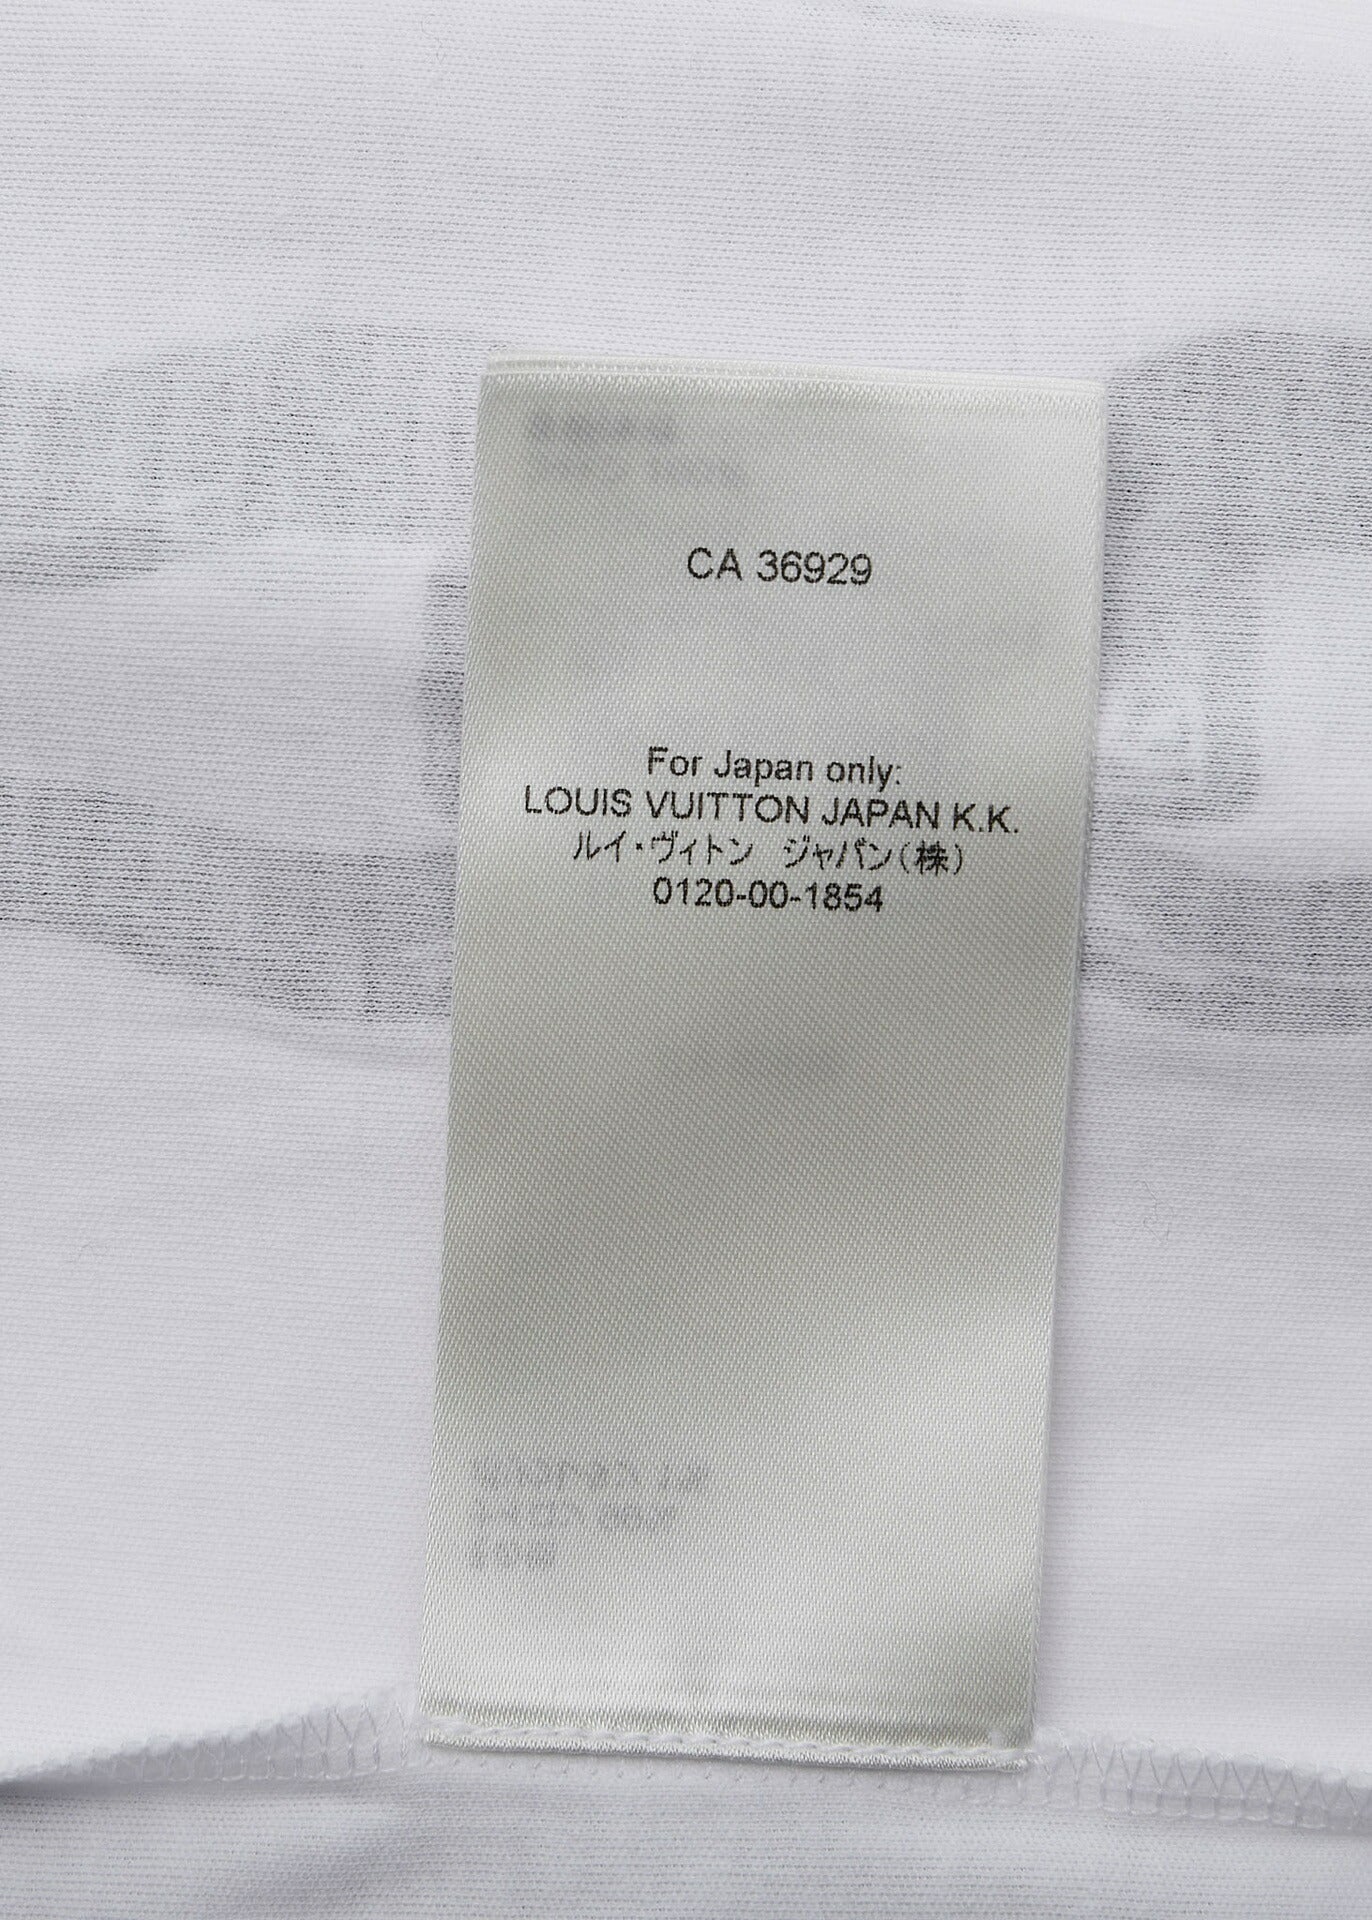 CA 36929
For Japan only:
LOUIS VUITTON JAPAN K.K.
ルイ・ヴィトン ジャパン(株)
0120-00-1854